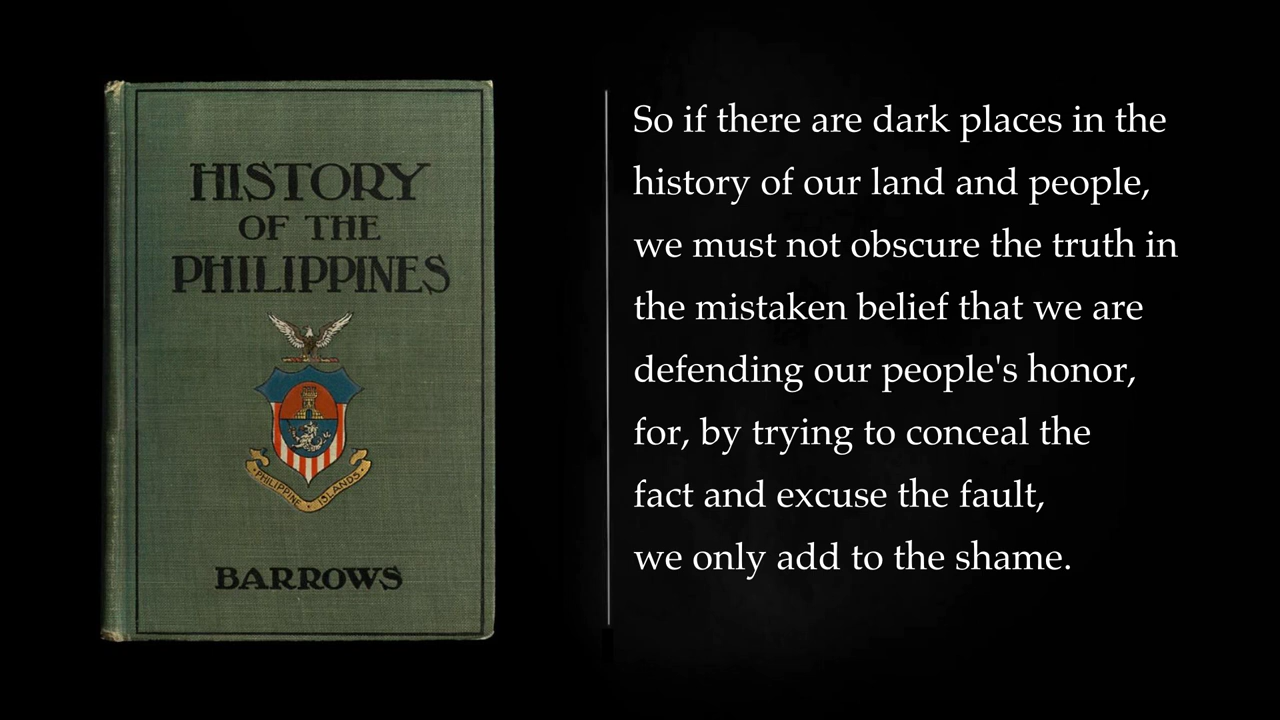 HISTORY
OF THE
PHILIPPINES
PHILIPPINE ISLANDS
BARROWS
So if there are dark places in the
history of our land and people,
we must not obscure the truth in
the mistaken belief that we are
defending our people's honor,
for, by trying to conceal the
fact and excuse the fault,
we only add to the shame.